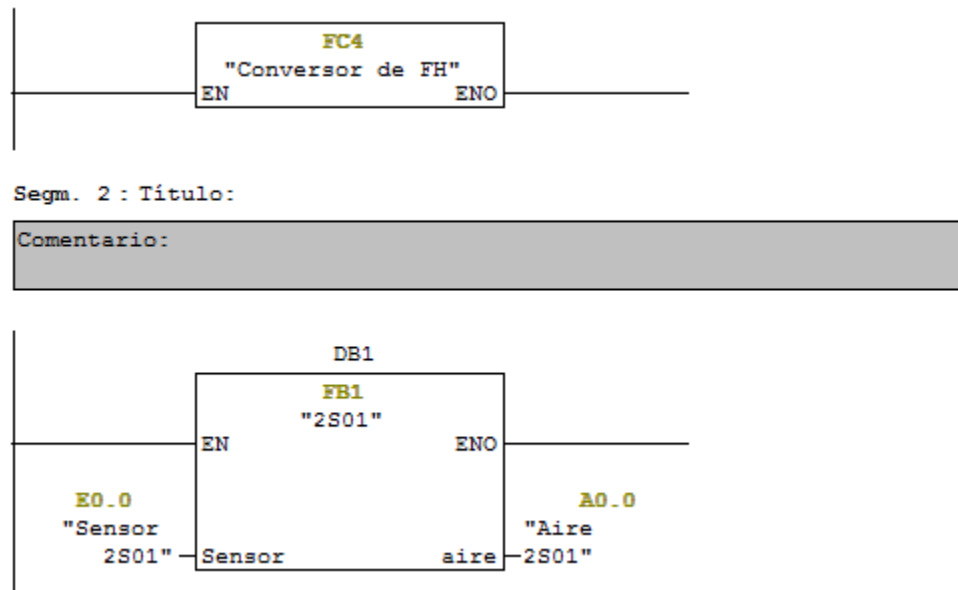 FC4
"Conversor de FH"
EN ENO
Segm. 2 : Título:
Comentario:
DB1
FB1
"2S01"
EN ENO
E0.0 A0.0
"Sensor "Aire
2S01" Sensor aire 2S01"